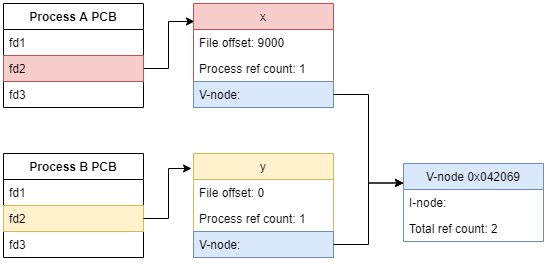 Process A PCB
fd1
fd2
fd3
x
File offset: 9000
Process ref count: 1
V-node:
Process B PCB
fd1
fd2
fd3
y
File offset: 0
Process ref count: 1
V-node:
V-node 0x042069
I-node:
Total ref count: 2